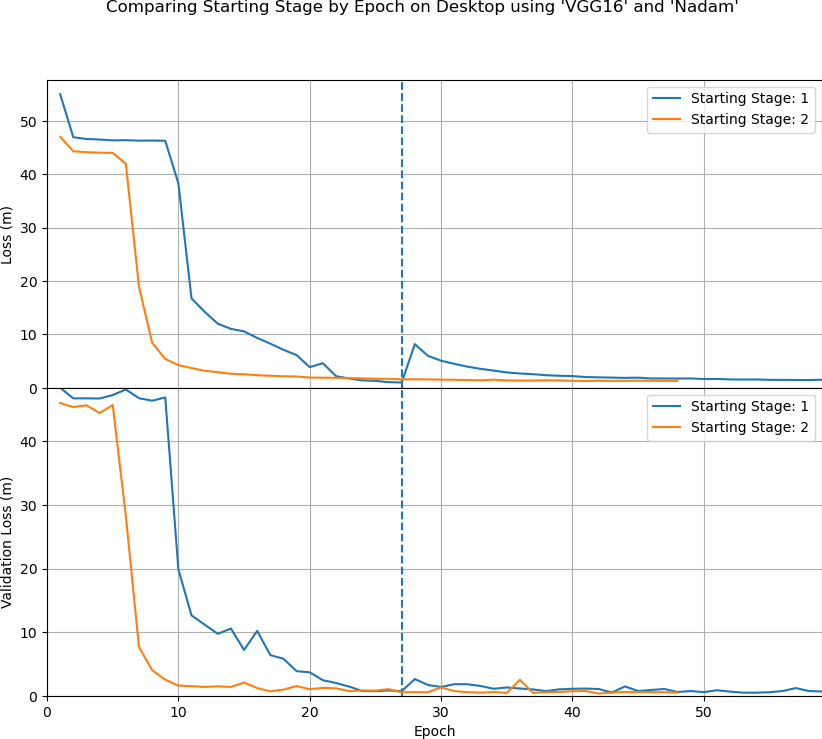 Comparing Starting Stage by Epoch on Desktop using 'VGG16' and 'Nadam'
Loss (m)
50
40
30
20
10
0
Starting Stage: 1
Starting Stage: 2
Validation Loss (m)
40
30
20
10
0
Starting Stage: 1
Starting Stage: 2
0 10 20 30 40 50
Epoch